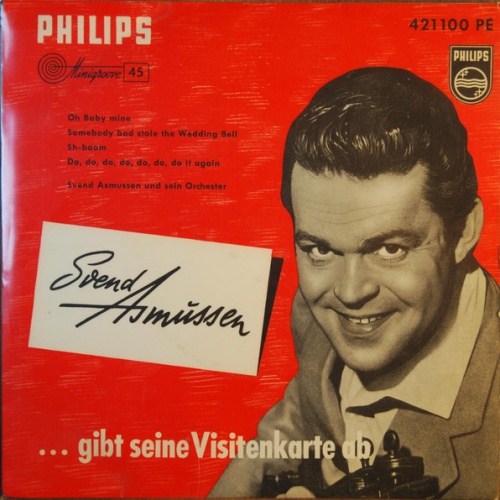 PHILIPS
421100 PE
Minigroove 45
PHILIPS
Oh Baby mine
Somebody bad stole the Wedding Bell
Sh-boom
Do, do, do, do, do, do, do it again
Svend Asmussen und sein Orchester
Svend
Asmussen
... gibt seine Visitenkarte ab